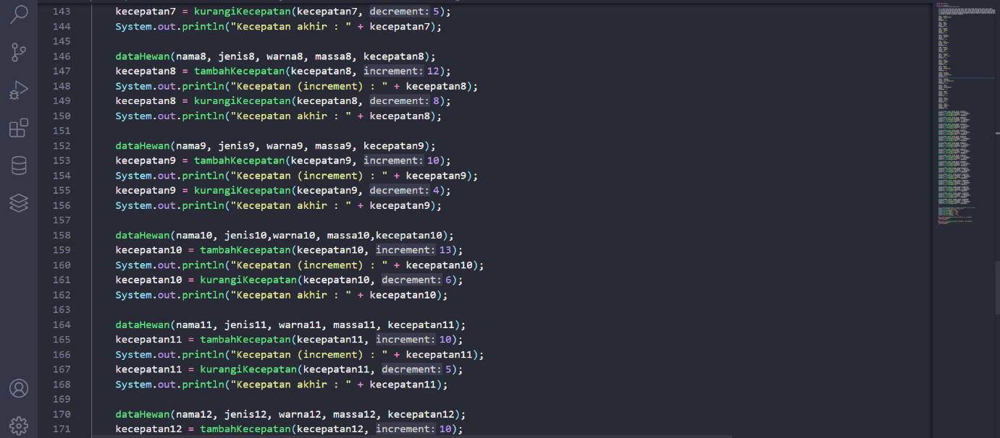 143 kecepatan7 = kurangiKecepatan(kecepatan7, decrement: 5);
144 System.out.println("Kecepatan akhir : " + kecepatan7);
145
146 dataHewan(nama8, jenis8, warna8, massa8, kecepatan8);
147 kecepatan8 = tambahKecepatan(kecepatan8, increment: 12);
148 System.out.println("Kecepatan (increment) : " + kecepatan8);
149 kecepatan8 = kurangiKecepatan(kecepatan8, decrement: 8);
150 System.out.println("Kecepatan akhir : " + kecepatan8);
151
152 dataHewan(nama9, jenis9, warna9, massa9, kecepatan9);
153 kecepatan9 = tambahKecepatan(kecepatan9, increment: 10);
154 System.out.println("Kecepatan (increment) : " + kecepatan9);
155 kecepatan9 = kurangiKecepatan(kecepatan9, decrement: 4);
156 System.out.println("Kecepatan akhir : " + kecepatan9);
157
158 dataHewan(nama10, jenis10,warna10, massa10,kecepatan10);
159 kecepatan10 = tambahKecepatan(kecepatan10, increment: 13);
160 System.out.println("Kecepatan (increment) : " + kecepatan10);
161 kecepatan10 = kurangiKecepatan(kecepatan10, decrement: 6);
162 System.out.println("Kecepatan akhir : " + kecepatan10);
163
164 dataHewan(nama11, jenis11, warna11, massa11, kecepatan11);
165 kecepatan11 = tambahKecepatan(kecepatan11, increment: 10);
166 System.out.println("Kecepatan (increment) : " + kecepatan11);
167 kecepatan11 = kurangiKecepatan(kecepatan11, decrement: 5);
168 System.out.println("Kecepatan akhir : " + kecepatan11);
169
170 dataHewan(nama12, jenis12, warna12, massa12, kecepatan12);
171 kecepatan12 = tambahKecepatan(kecepatan12, increment: 10);